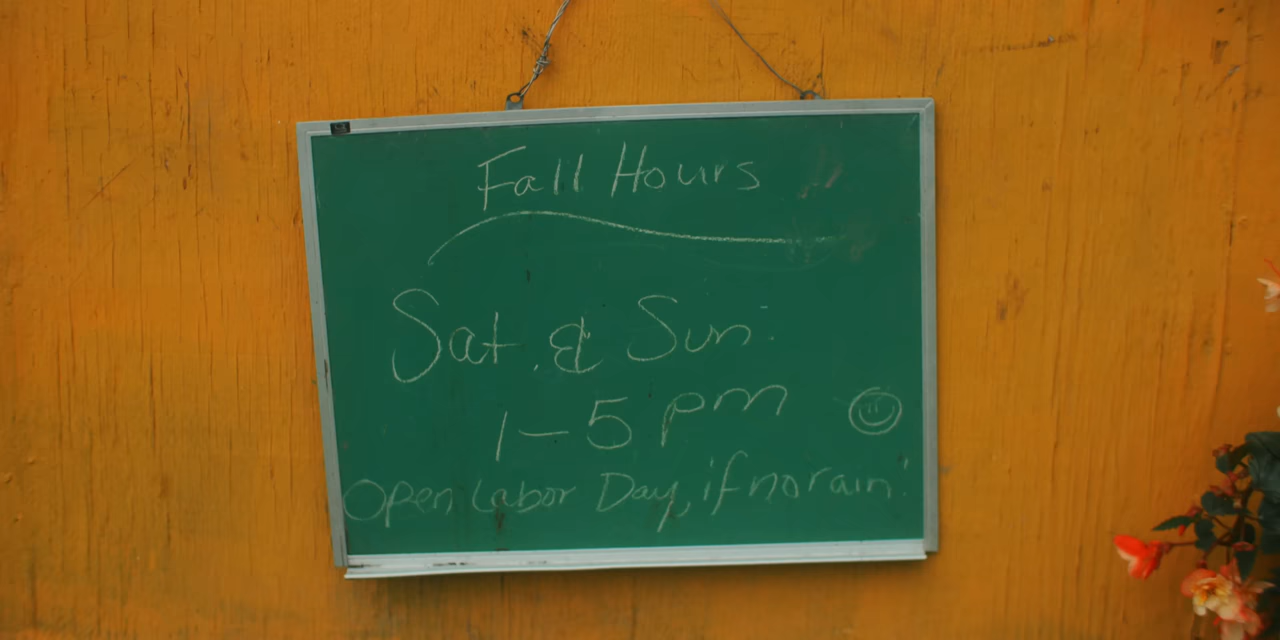 Fall Hours
Sat. & Sun.
1-5 pm
Open Labor Day, if no rain!